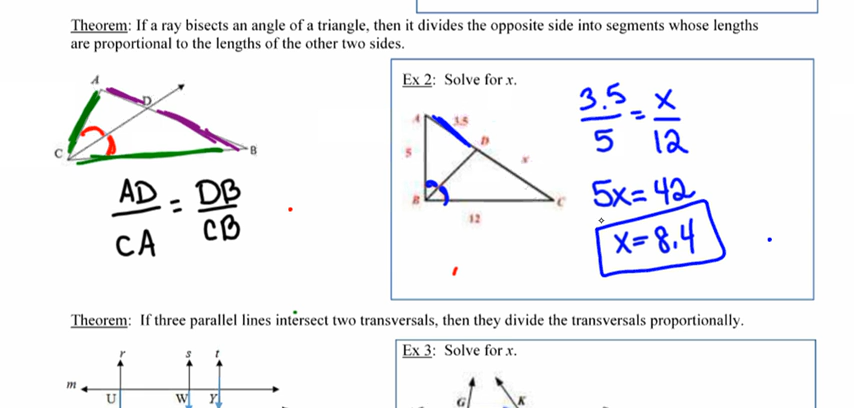 Theorem: If a ray bisects an angle of a triangle, then it divides the opposite side into segments whose lengths
are proportional to the lengths of the other two sides.
A
D
C
B
AD/CA = DB/CB
Ex 2: Solve for x.
A
3.5
D
5
x
B
C
12
3.5/5 = x/12
5x = 42
x = 8.4
Theorem: If three parallel lines intersect two transversals, then they divide the transversals proportionally.
r s t
m
U W Y
Ex 3: Solve for x.
G K